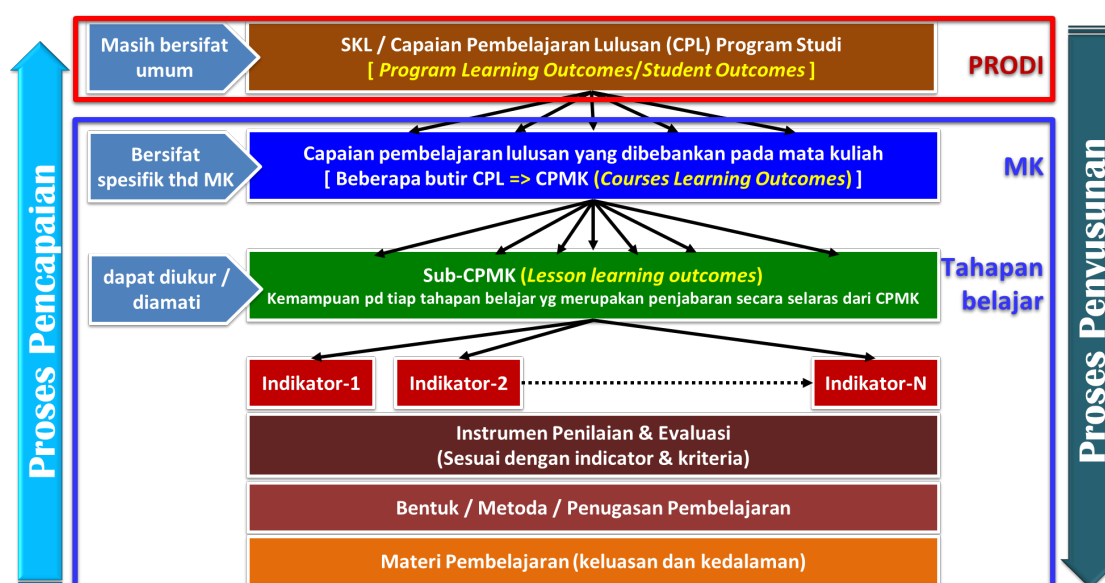 Masih bersifat
umum
SKL / Capaian Pembelajaran Lulusan (CPL) Program Studi
[ Program Learning Outcomes/Student Outcomes ]
PRODI
Bersifat
spesifik thd MK
Capaian pembelajaran lulusan yang dibebankan pada mata kuliah
[ Beberapa butir CPL => CPMK (Courses Learning Outcomes) ]
MK
dapat diukur /
diamati
Sub-CPMK (Lesson learning outcomes)
Kemampuan pd tiap tahapan belajar yg merupakan penjabaran secara selaras dari CPMK
Tahapan
belajar
Indikator-1
Indikator-2
Indikator-N
Instrumen Penilaian & Evaluasi
(Sesuai dengan indicator & kriteria)
Bentuk / Metoda / Penugasan Pembelajaran
Materi Pembelajaran (keluasan dan kedalaman)
Proses Pencapaian
Proses Penyusunan